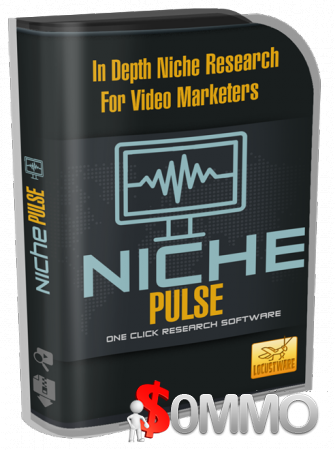 In Depth Niche Research
For Video Marketers
NICHE
PULSE
ONE CLICK RESEARCH SOFTWARE
LOCUSTWARE
NICHE PULSE
$OMMO